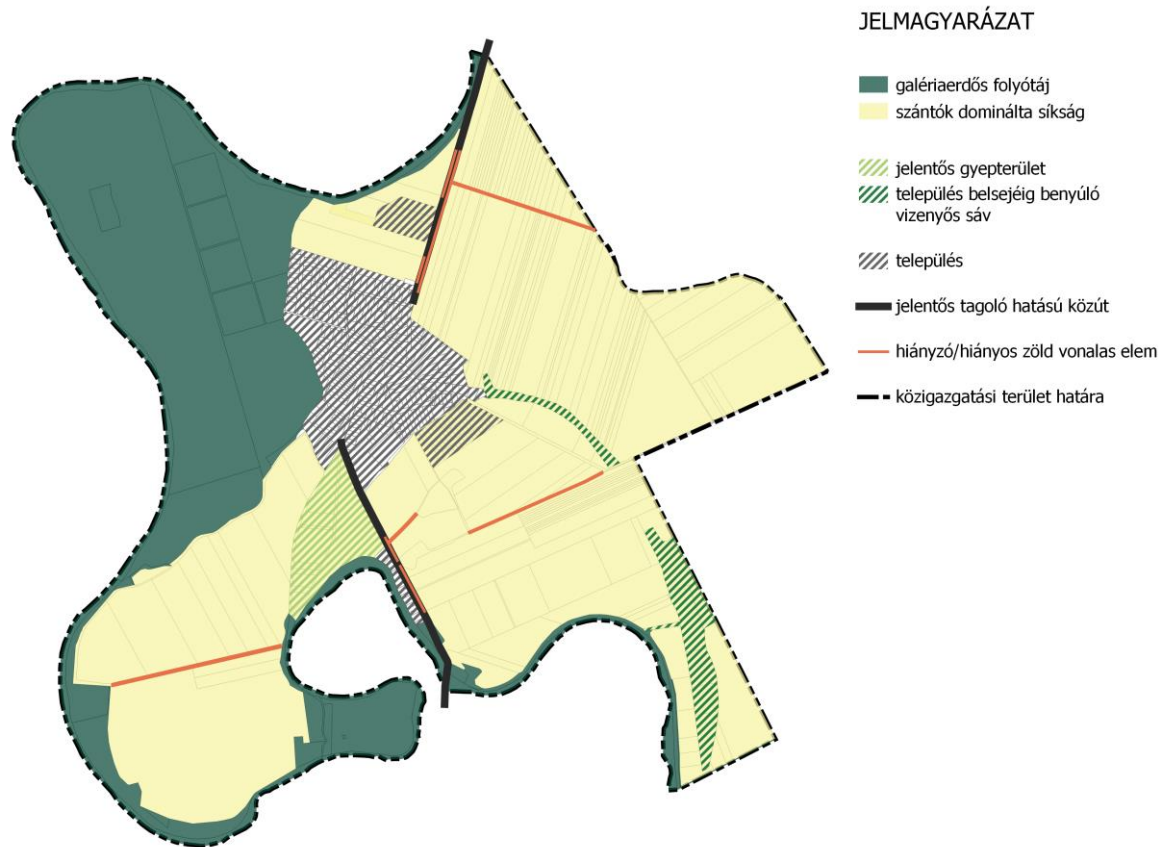 JELMAGYARÁZAT
galériaerdős folyótáj
szántók dominálta síkság
jelentős gyepterület
település belsejéig benyúló
vizenyős sáv
település
jelentős tagoló hatású közút
hiányzó/hiányos zöld vonalas elem
közigazgatási terület határa